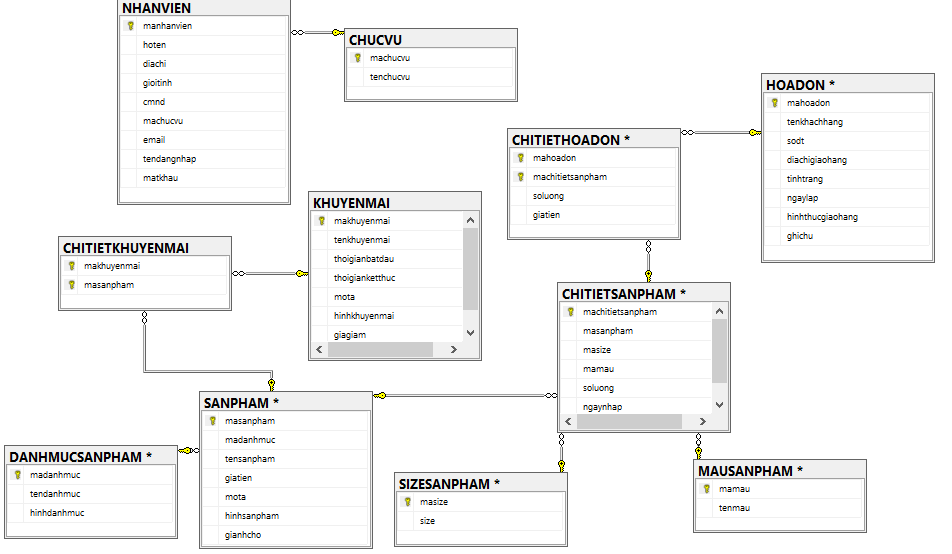 NHANVIEN
manhanvien
hoten
diachi
gioitinh
cmnd
machucvu
email
tendangnhap
matkhau
CHUCVU
machucvu
tenchucvu
HOADON *
mahoadon
tenkhachhang
sodt
diachigiaohang
tinhtrang
ngaylap
hinhthucgiaohang
ghichu
CHITIETHOADON *
mahoadon
machitietsanpham
soluong
giatien
KHUYENMAI
makhuyenmai
tenkhuyenmai
thoigianbatdau
thoigianketthuc
mota
hinhkhuyenmai
giagiam
CHITIETKHUYENMAI
makhuyenmai
masanpham
CHITIETSANPHAM *
machitietsanpham
masanpham
masize
mamau
soluong
ngaynhap
SANPHAM *
masanpham
madanhmuc
tensanpham
giatien
mota
hinhsanpham
gianhcho
DANHMUCSANPHAM *
madanhmuc
tendanhmuc
hinhdanhmuc
SIZESANPHAM *
masize
size
MAUSANPHAM *
mamau
tenmau